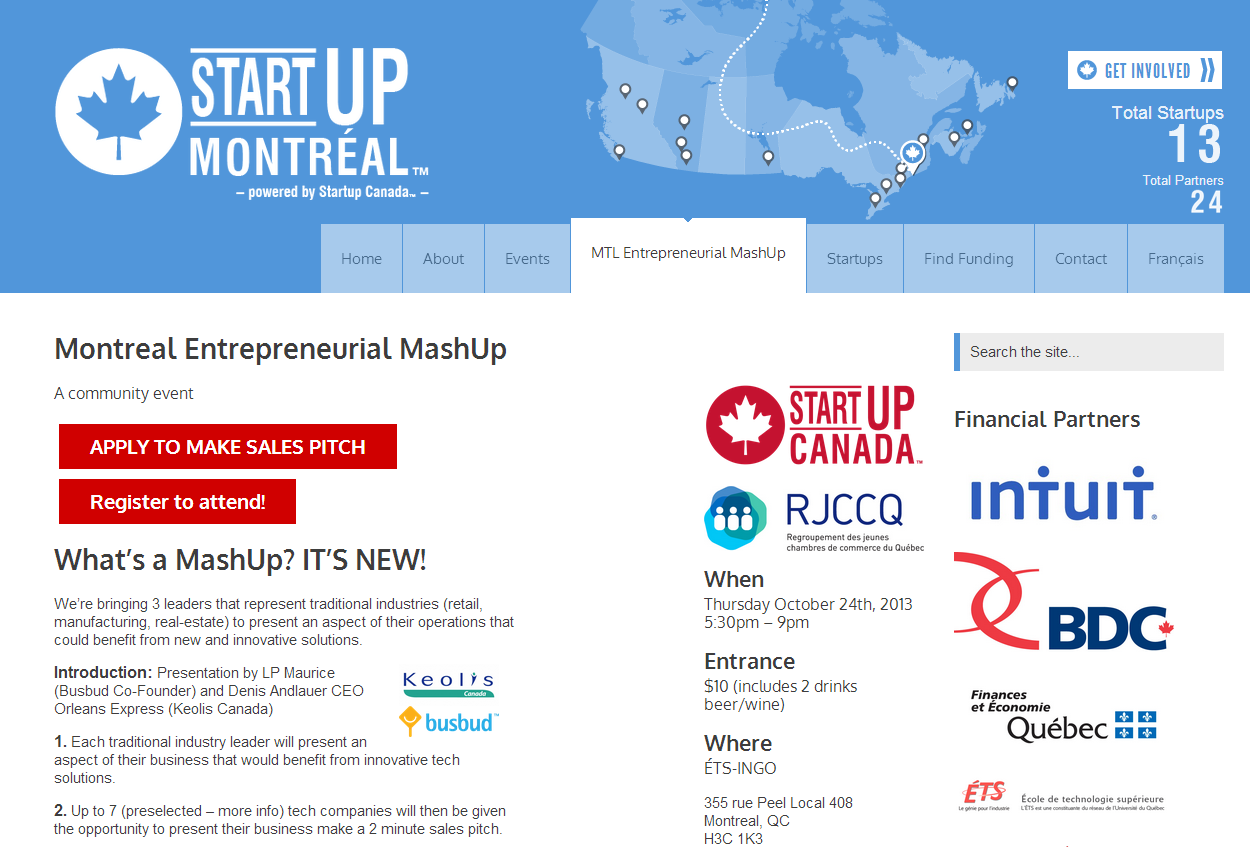 START UP
MONTRÉAL™
– powered by Startup Canada™ –
GET INVOLVED
Total Startups
13
Total Partners
24
Home
About
Events
MTL Entrepreneurial MashUp
Startups
Find Funding
Contact
Français
Montreal Entrepreneurial MashUp
A community event
APPLY TO MAKE SALES PITCH
Register to attend!
What's a MashUp? IT'S NEW!
We're bringing 3 leaders that represent traditional industries (retail,
manufacturing, real-estate) to present an aspect of their operations that
could benefit from new and innovative solutions.
Introduction: Presentation by LP Maurice
(Busbud Co-Founder) and Denis Andlauer CEO
Orleans Express (Keolis Canada)
Keolis
Canada
busbud™
1. Each traditional industry leader will present an
aspect of their business that would benefit from innovative tech
solutions.
2. Up to 7 (preselected – more info) tech companies will then be given
the opportunity to present their business make a 2 minute sales pitch.
START UP
CANADA™
RJCCQ
Regroupement des jeunes
chambres de commerce du Québec
When
Thursday October 24th, 2013
5:30pm – 9pm
Entrance
$10 (includes 2 drinks
beer/wine)
Where
ÉTS-INGO
355 rue Peel Local 408
Montreal, QC
H3C 1K3
Search the site...
Financial Partners
intuit®
BDC
Finances
et Économie
Québec
ÉTS
Le génie pour l'industrie
École de technologie supérieure
L'ÉTS est une constituante du réseau de l'Université du Québec